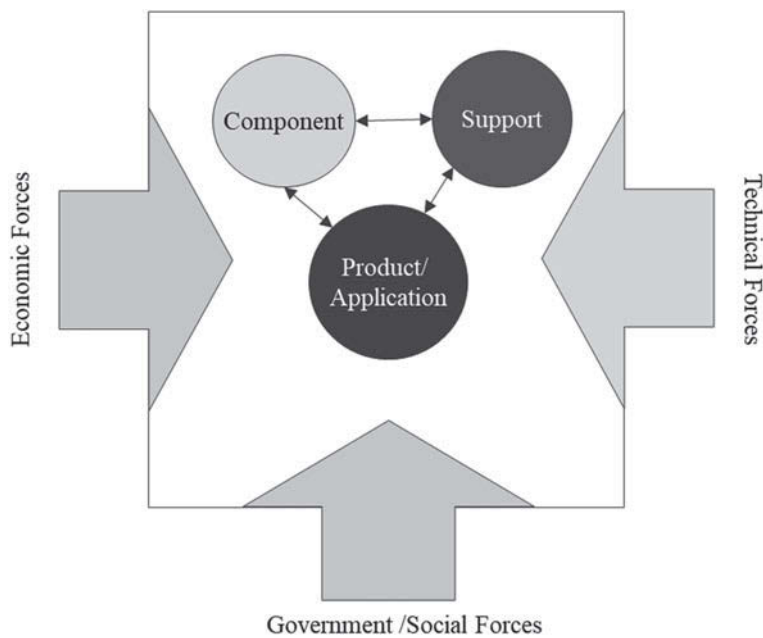 Component
Support
Product/
Application
Economic Forces
Technical Forces
Government /Social Forces